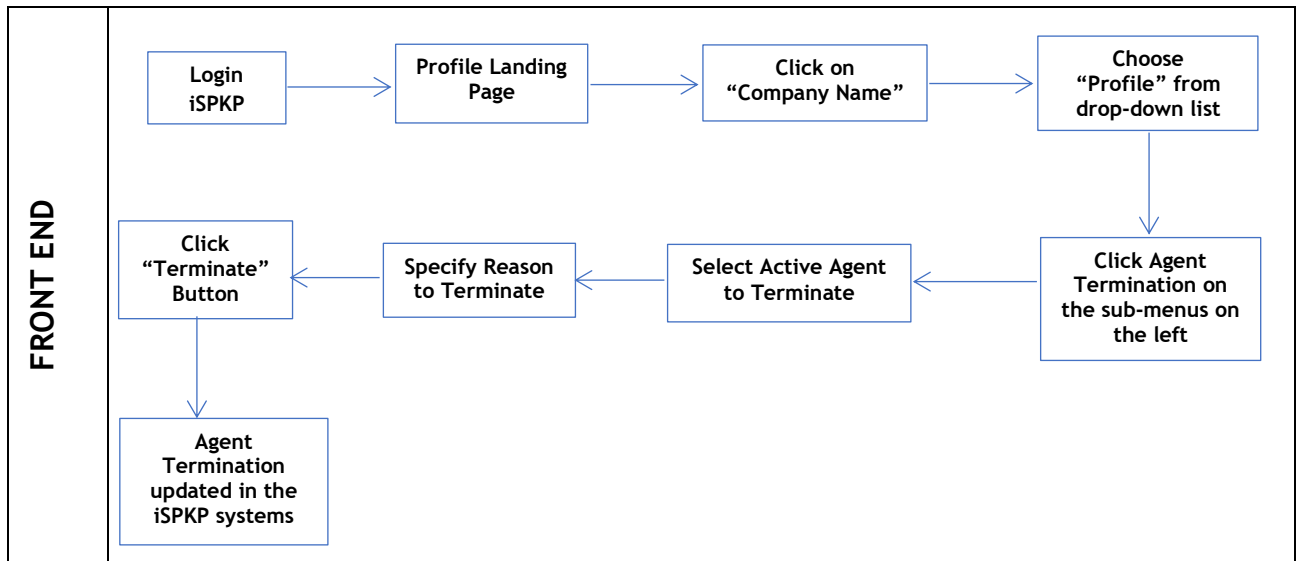 FRONT END
Login
iSPKP
Profile Landing
Page
Click on
“Company Name”
Choose
“Profile” from
drop-down list
Click Agent
Termination on
the sub-menus on
the left
Select Active Agent
to Terminate
Specify Reason
to Terminate
Click
“Terminate”
Button
Agent
Termination
updated in the
iSPKP systems